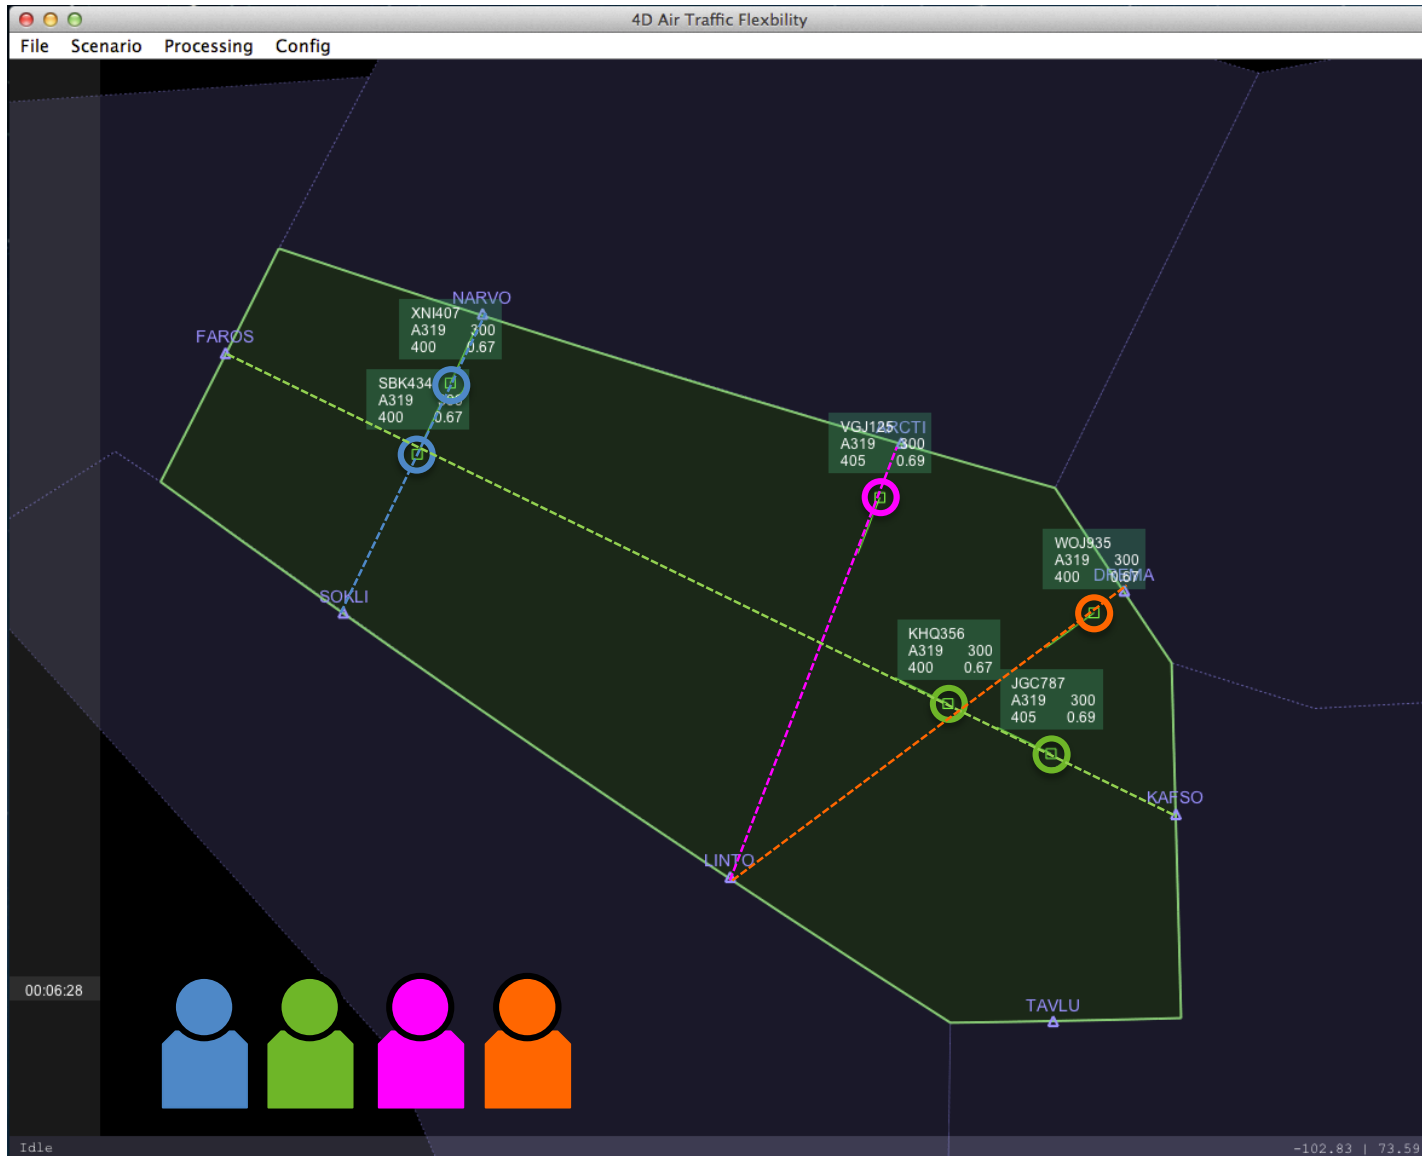 4D Air Traffic Flexbility
File Scenario Processing Config
NARVO
XNI407
A319 300
400 0.67
FAROS
SBK434
A319
400 0.67
VGJ125 ARCTI
A319 300
405 0.69
WOJ935
A319 300
400 0.67
DREMA
SOKLI
KHQ356
A319 300
400 0.67
JGC787
A319 300
405 0.69
KAFSO
LINTO
00:06:28
TAVLU
Idle
-102.83 | 73.59